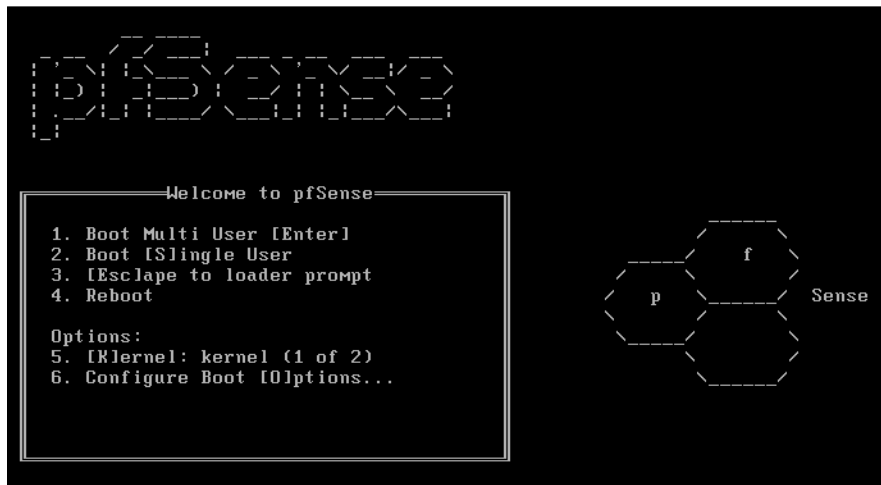 pfSense
Welcome to pfSense
1. Boot Multi User [Enter]
2. Boot [S]ingle User
3. [Esc]ape to loader prompt
4. Reboot
Options:
5. [K]ernel: kernel (1 of 2)
6. Configure Boot [O]ptions...
f
p
Sense